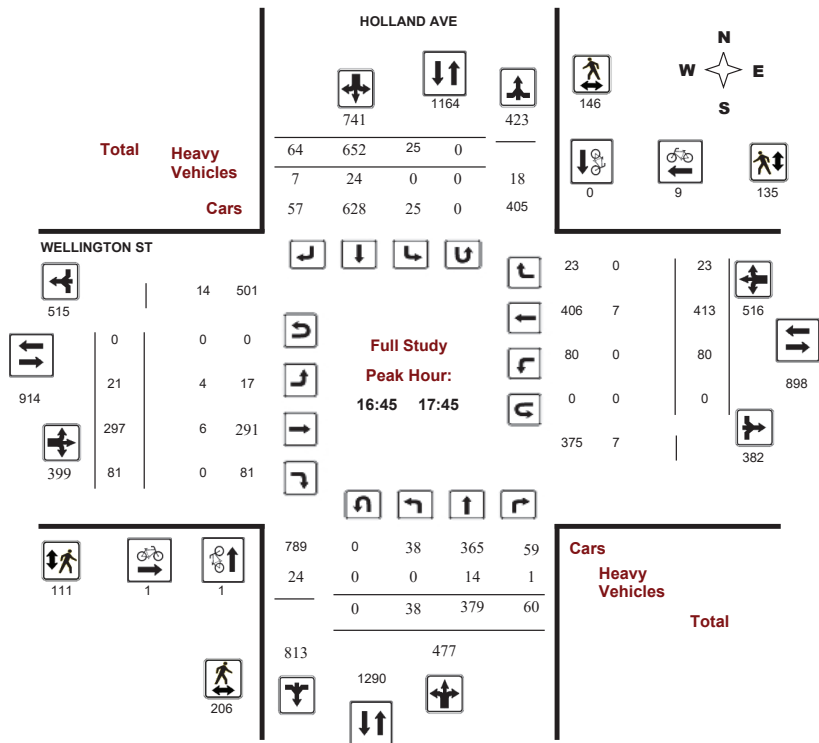 HOLLAND AVE
N
W E
S
1164
146
741 423
Total Heavy Vehicles
64 652 25 0
7 24 0 0 18
0 9 135
Cars 57 628 25 0 405
WELLINGTON ST
23 0 23
14 501
515
406 7 413 516
0 0 0
Full Study
Peak Hour:
16:45 17:45
80 0 80
21 4 17
914
898
0 0 0
297 6 291
375 7
382
399 81 0 81
789 0 38 365 59 Cars
24 0 0 14 1 Heavy Vehicles
111 1 1
0 38 379 60
Total
813 477
1290
206